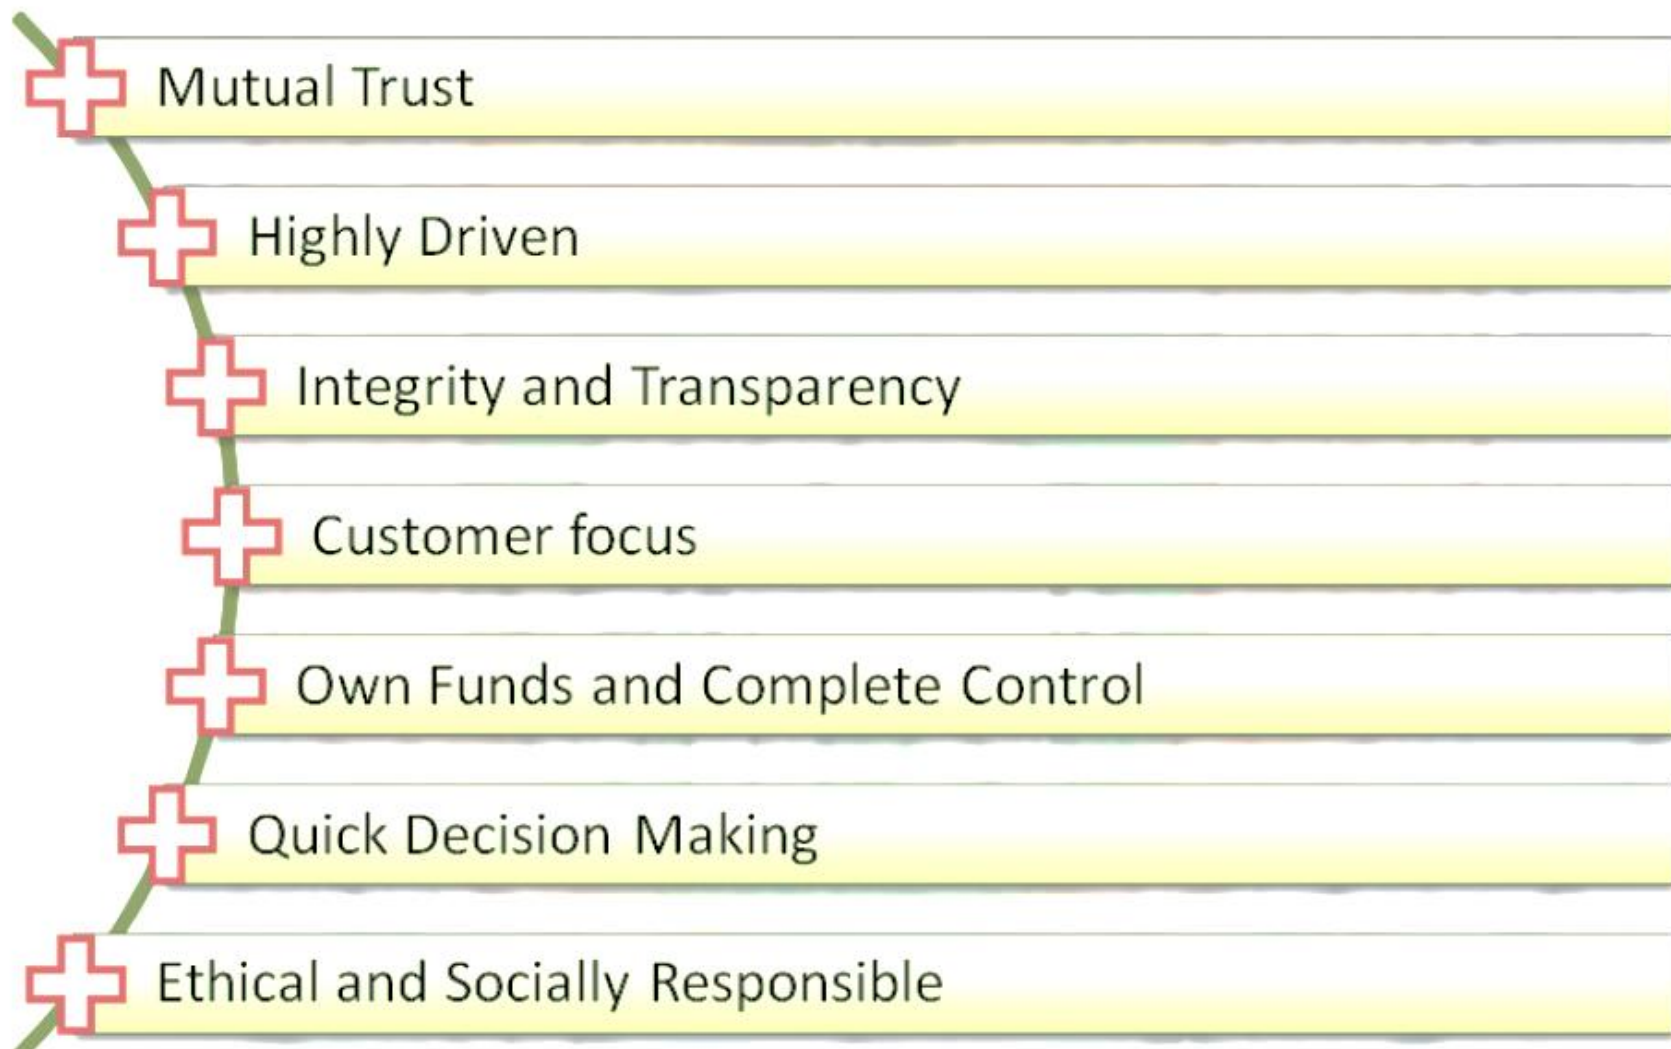 Mutual Trust
Highly Driven
Integrity and Transparency
Customer focus
Own Funds and Complete Control
Quick Decision Making
Ethical and Socially Responsible